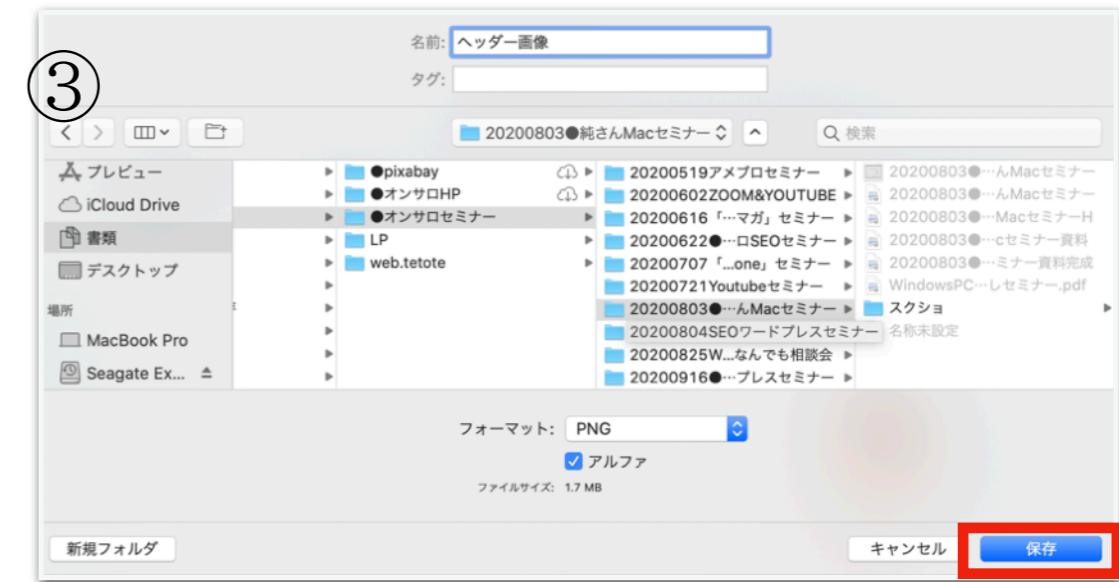 ③
名前: ヘッダー画像
タグ:
20200803●純さんMacセミナー
検索
プレビュー
iCloud Drive
書類
デスクトップ
場所
MacBook Pro
Seagate Ex...
●pixabay
●オンサロHP
●オンサロセミナー
LP
web.tetote
20200519アメブロセミナー
20200602ZOOM&YOUTUBE
20200616「…マガ」セミナー
20200622●…口SEOセミナー
20200707「...one」セミナー
20200721Youtubeセミナー
20200803●…んMacセミナー
20200804SEOワードプレスセミナー
20200825W...なんでも相談会
20200916●…プレスセミナー
20200803●…んMacセミナー
20200803●…んMacセミナー
20200803●…MacセミナーH
20200803●…cセミナー資料
20200803●…ミナー資料完成
WindowsPC…レセミナー.pdf
スクショ
名称未設定
フォーマット: PNG
アルファ
ファイルサイズ: 1.7 MB
新規フォルダ
キャンセル
保存